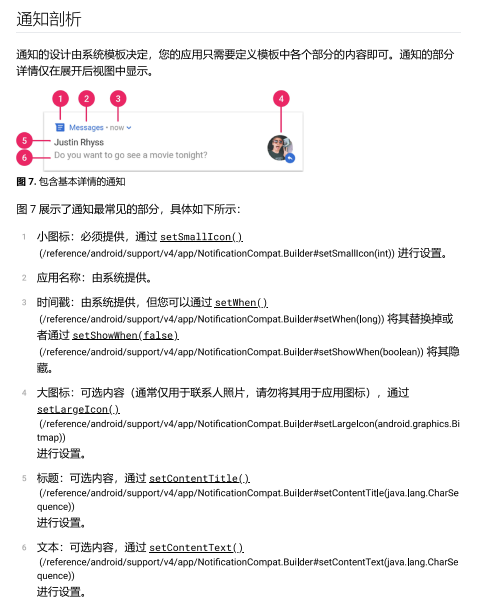 通知剖析
通知的设计由系统模板决定，您的应用只需要定义模板中各个部分的内容即可。通知的部分
详情仅在展开后视图中显示。
1 2 3 4
Messages • now
5 Justin Rhyss
6 Do you want to go see a movie tonight?
图 7. 包含基本详情的通知
图 7 展示了通知最常见的部分，具体如下所示：
1 小图标：必须提供，通过 setSmallIcon()
(/reference/android/support/v4/app/NotificationCompat.Builder#setSmallIcon(int)) 进行设置。
2 应用名称：由系统提供。
3 时间戳：由系统提供，但您可以通过 setWhen()
(/reference/android/support/v4/app/NotificationCompat.Builder#setWhen(long)) 将其替换掉或
者通过 setShowWhen(false)
(/reference/android/support/v4/app/NotificationCompat.Builder#setShowWhen(boolean)) 将其隐
藏。
4 大图标：可选内容（通常仅用于联系人照片，请勿将其用于应用图标），通过
setLargeIcon()
(/reference/android/support/v4/app/NotificationCompat.Builder#setLargeIcon(android.graphics.Bi
tmap))
进行设置。
5 标题：可选内容，通过 setContentTitle()
(/reference/android/support/v4/app/NotificationCompat.Builder#setContentTitle(java.lang.CharSe
quence))
进行设置。
6 文本：可选内容，通过 setContentText()
(/reference/android/support/v4/app/NotificationCompat.Builder#setContentText(java.lang.CharSe
quence))
进行设置。